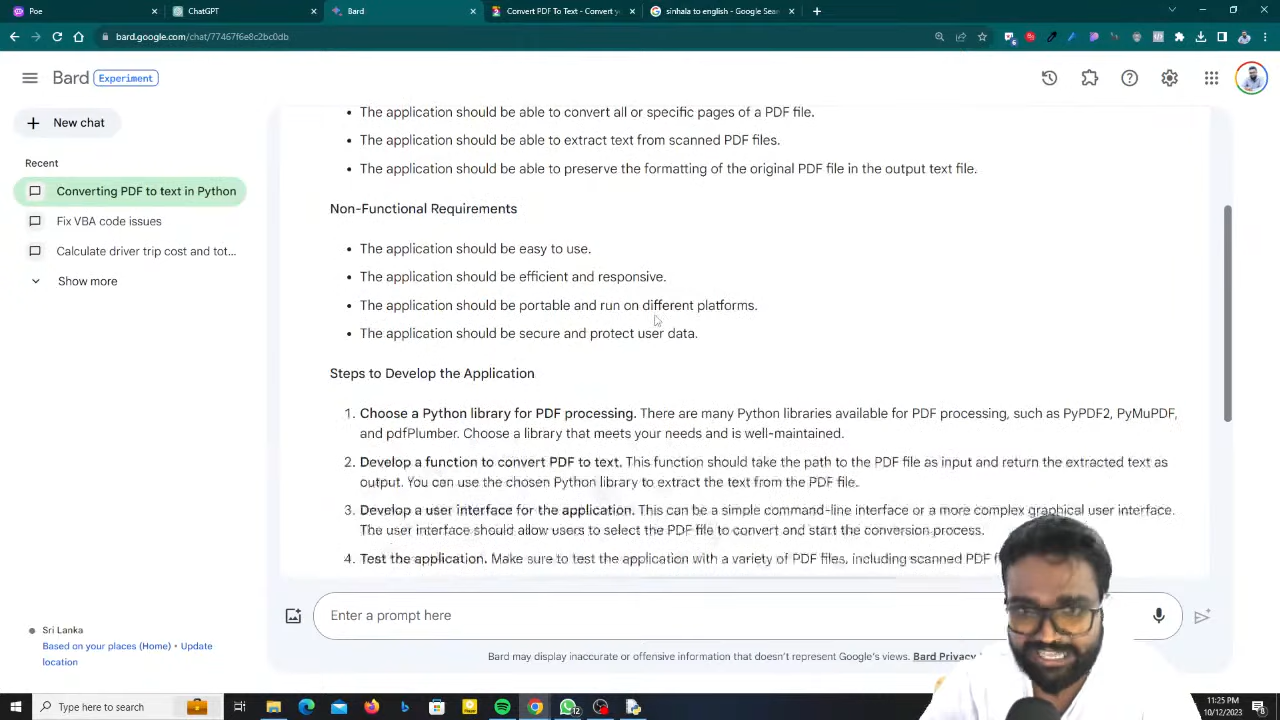 Poe
ChatGPT
Bard
Convert PDF To Text - Convert y
sinhala to english - Google Sear
bard.google.com/chat/77467f6e8c2bc0db
Bard Experiment
New chat
Recent
Converting PDF to text in Python
Fix VBA code issues
Calculate driver trip cost and tot...
Show more
• The application should be able to convert all or specific pages of a PDF file.
• The application should be able to extract text from scanned PDF files.
• The application should be able to preserve the formatting of the original PDF file in the output text file.
Non-Functional Requirements
• The application should be easy to use.
• The application should be efficient and responsive.
• The application should be portable and run on different platforms.
• The application should be secure and protect user data.
Steps to Develop the Application
1. Choose a Python library for PDF processing. There are many Python libraries available for PDF processing, such as PyPDF2, PyMuPDF,
and pdfPlumber. Choose a library that meets your needs and is well-maintained.
2. Develop a function to convert PDF to text. This function should take the path to the PDF file as input and return the extracted text as
output. You can use the chosen Python library to extract the text from the PDF file.
3. Develop a user interface for the application. This can be a simple command-line interface or a more complex graphical user interface.
The user interface should allow users to select the PDF file to convert and start the conversion process.
4. Test the application. Make sure to test the application with a variety of PDF files, including scanned PDF f
Enter a prompt here
Bard may display inaccurate or offensive information that doesn't represent Google's views. Bard Privacy
Sri Lanka
Based on your places (Home) • Update
location
Type here to search
11:25 PM
10/12/2023